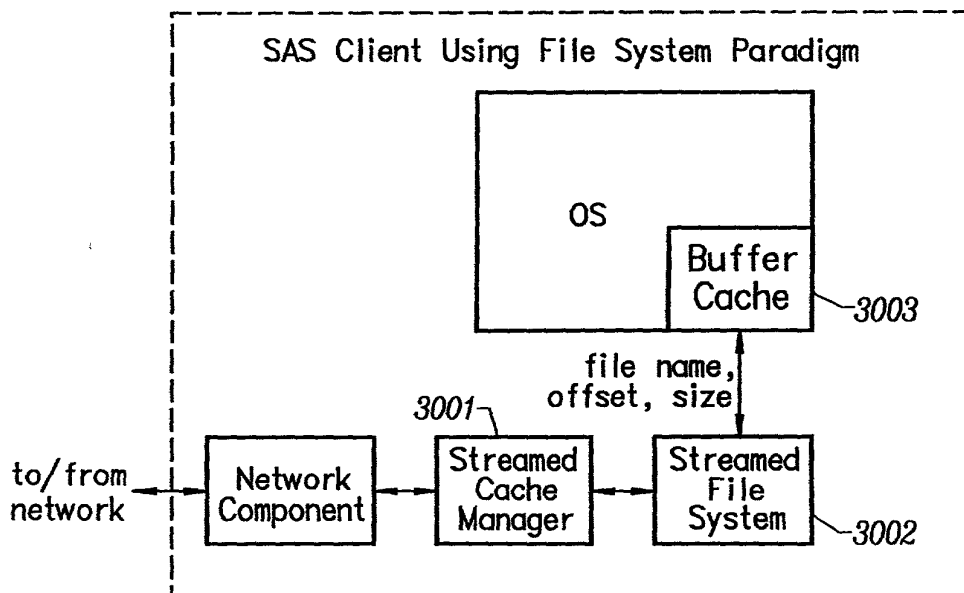 SAS Client Using File System Paradigm
OS
Buffer
Cache
3003
file name,
offset, size
3001
to/from
network
Network
Component
Streamed
Cache
Manager
Streamed
File
System
3002